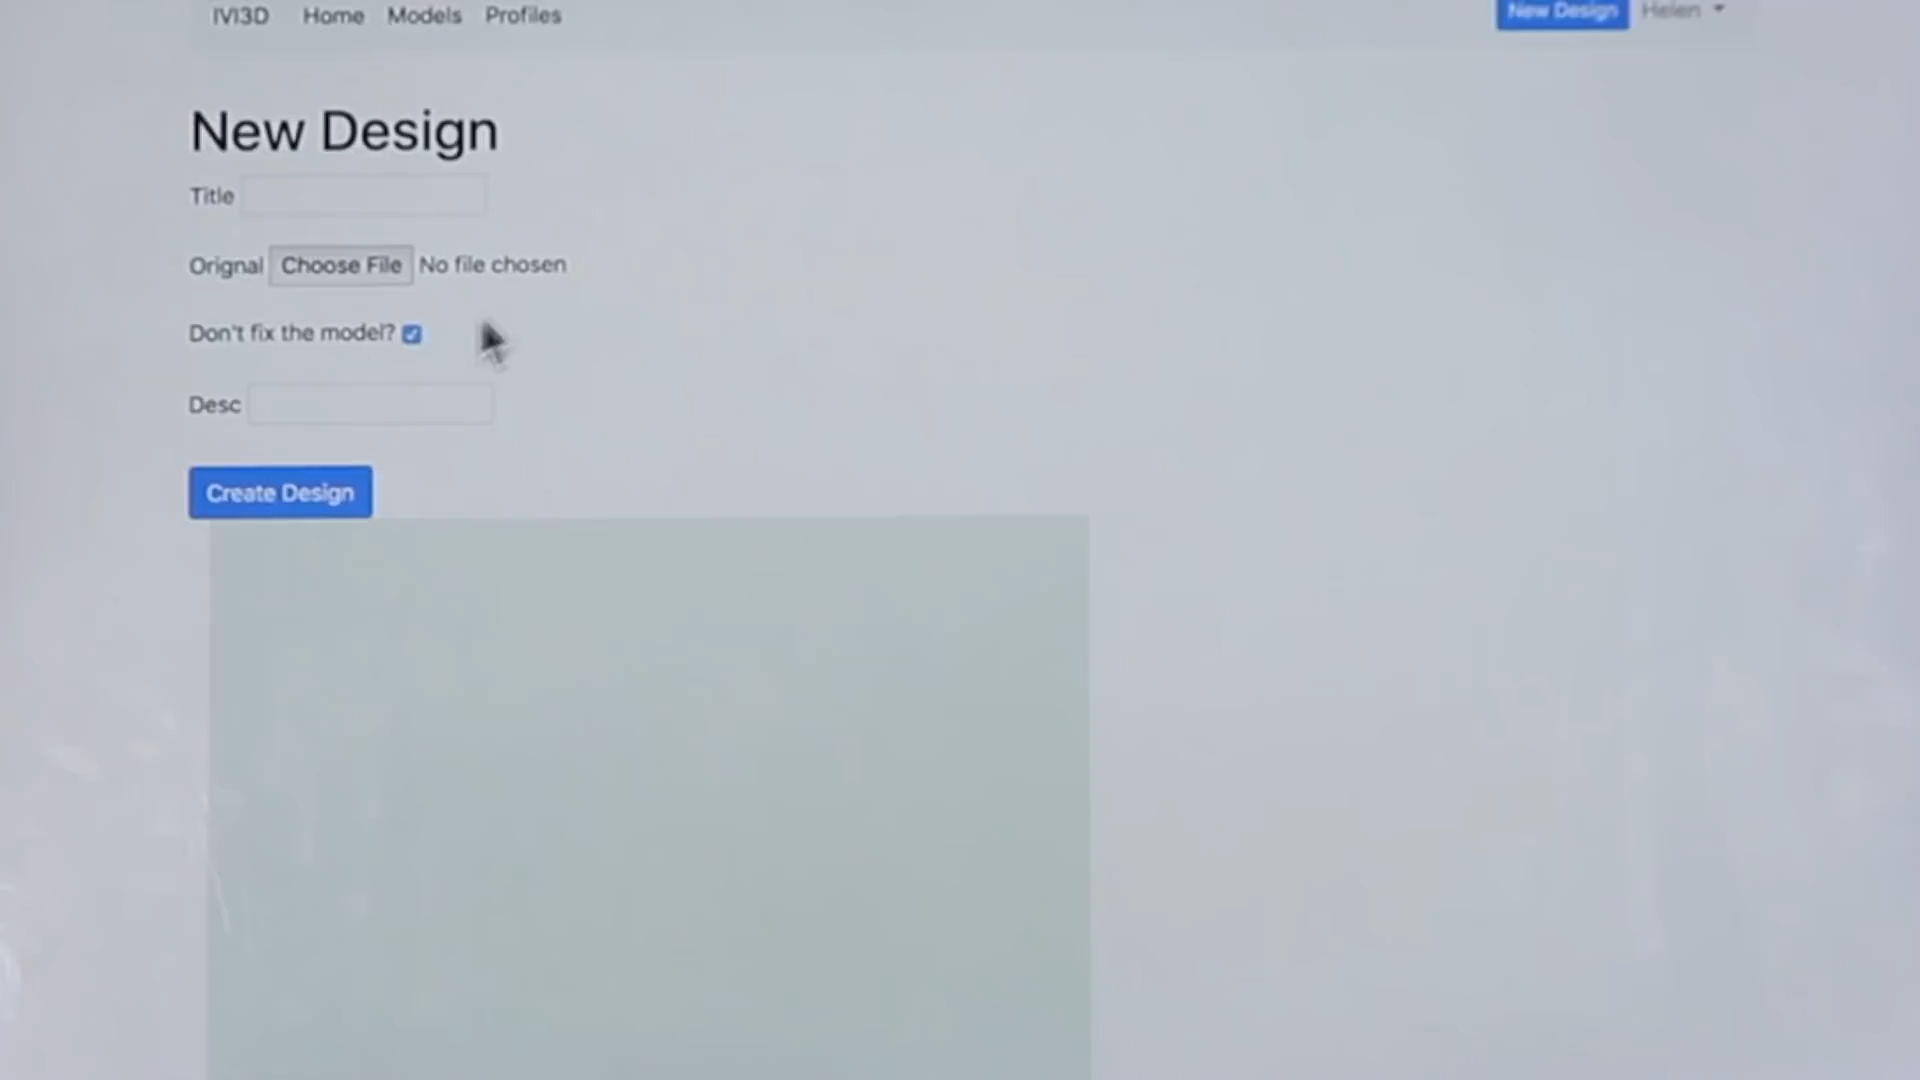 IVI3D Home Models Profiles New Design Helen
New Design
Title
Orignal Choose File No file chosen
Don't fix the model?
Desc
Create Design